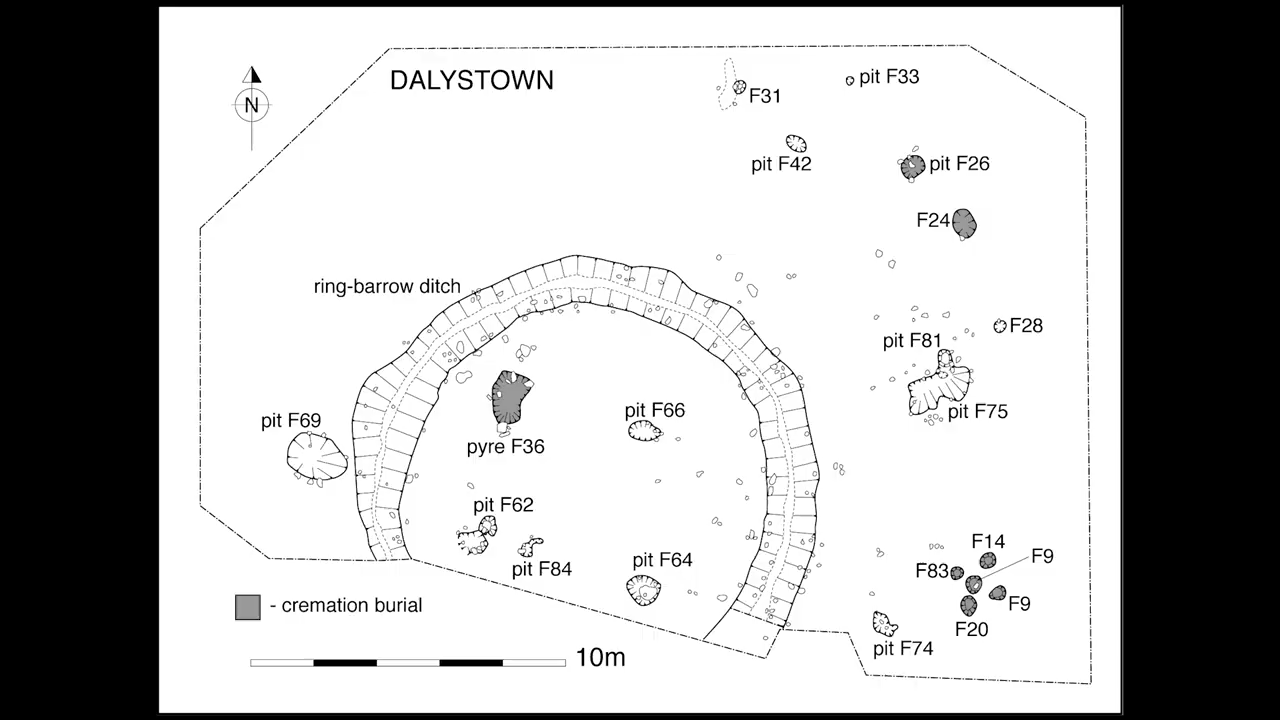 DALYSTOWN
N
F31
pit F33
pit F42
pit F26
F24
ring-barrow ditch
F28
pit F81
pit F75
pit F69
pit F66
pyre F36
pit F62
pit F84
pit F64
F14
F9
F83
F9
F20
pit F74
- cremation burial
10m